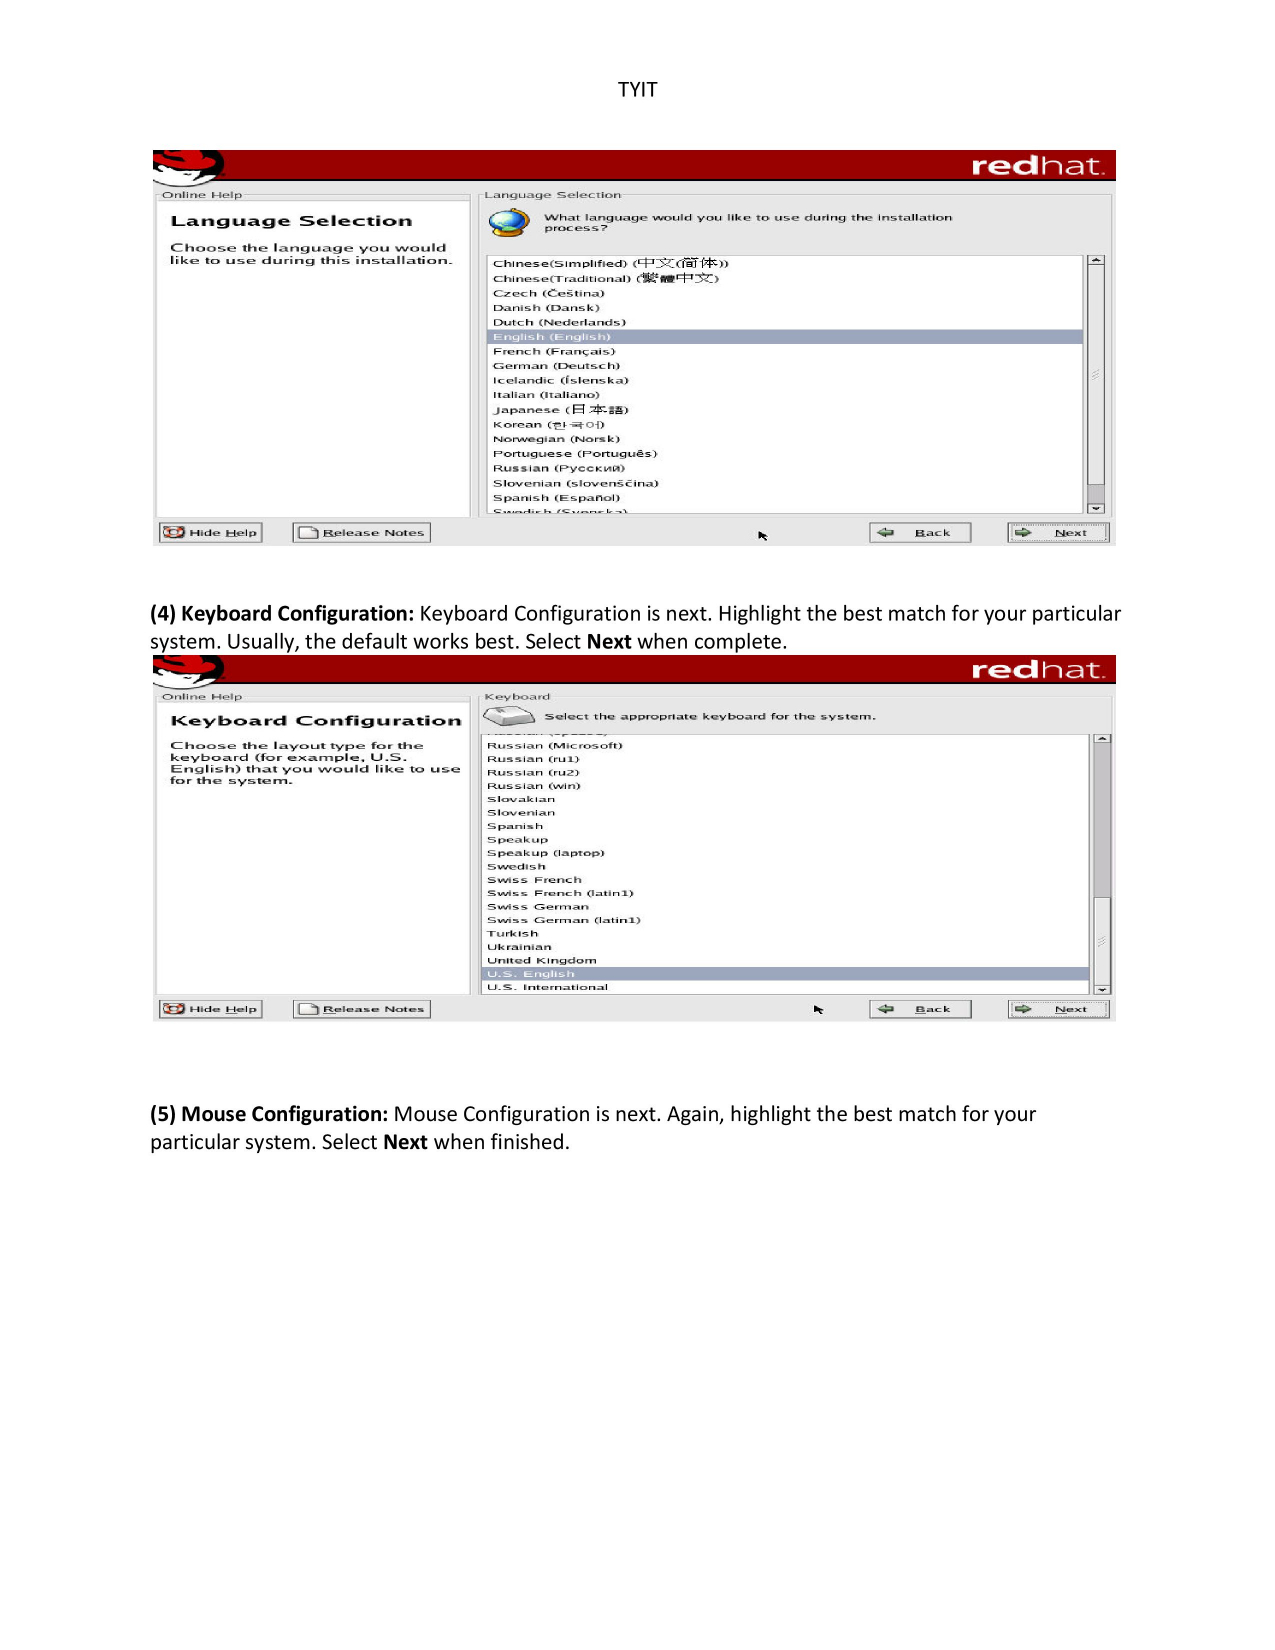 TYIT
redhat.
Online Help
Language Selection
Choose the language you would
like to use during this installation.
Language Selection
What language would you like to use during the installation
process?
Chinese(Simplified) (中文(简体))
Chinese(Traditional) (繁體中文)
Czech (Čeština)
Danish (Dansk)
Dutch (Nederlands)
English (English)
French (Français)
German (Deutsch)
Icelandic (Íslenska)
Italian (Italiano)
Japanese (日本語)
Korean (한국어)
Norwegian (Norsk)
Portuguese (Português)
Russian (Русский)
Slovenian (slovenščina)
Spanish (Español)
Swedish (Svenska)
Hide Help
Release Notes
Back
Next
(4) Keyboard Configuration: Keyboard Configuration is next. Highlight the best match for your particular
system. Usually, the default works best. Select Next when complete.
redhat.
Online Help
Keyboard Configuration
Choose the layout type for the
keyboard (for example, U.S.
English) that you would like to use
for the system.
Keyboard
Select the appropriate keyboard for the system.
Russian (Microsoft)
Russian (ru1)
Russian (ru2)
Russian (win)
Slovakian
Slovenian
Spanish
Speakup
Speakup (laptop)
Swedish
Swiss French
Swiss French (latin1)
Swiss German
Swiss German (latin1)
Turkish
Ukrainian
United Kingdom
U.S. English
U.S. International
Hide Help
Release Notes
Back
Next
(5) Mouse Configuration: Mouse Configuration is next. Again, highlight the best match for your
particular system. Select Next when finished.